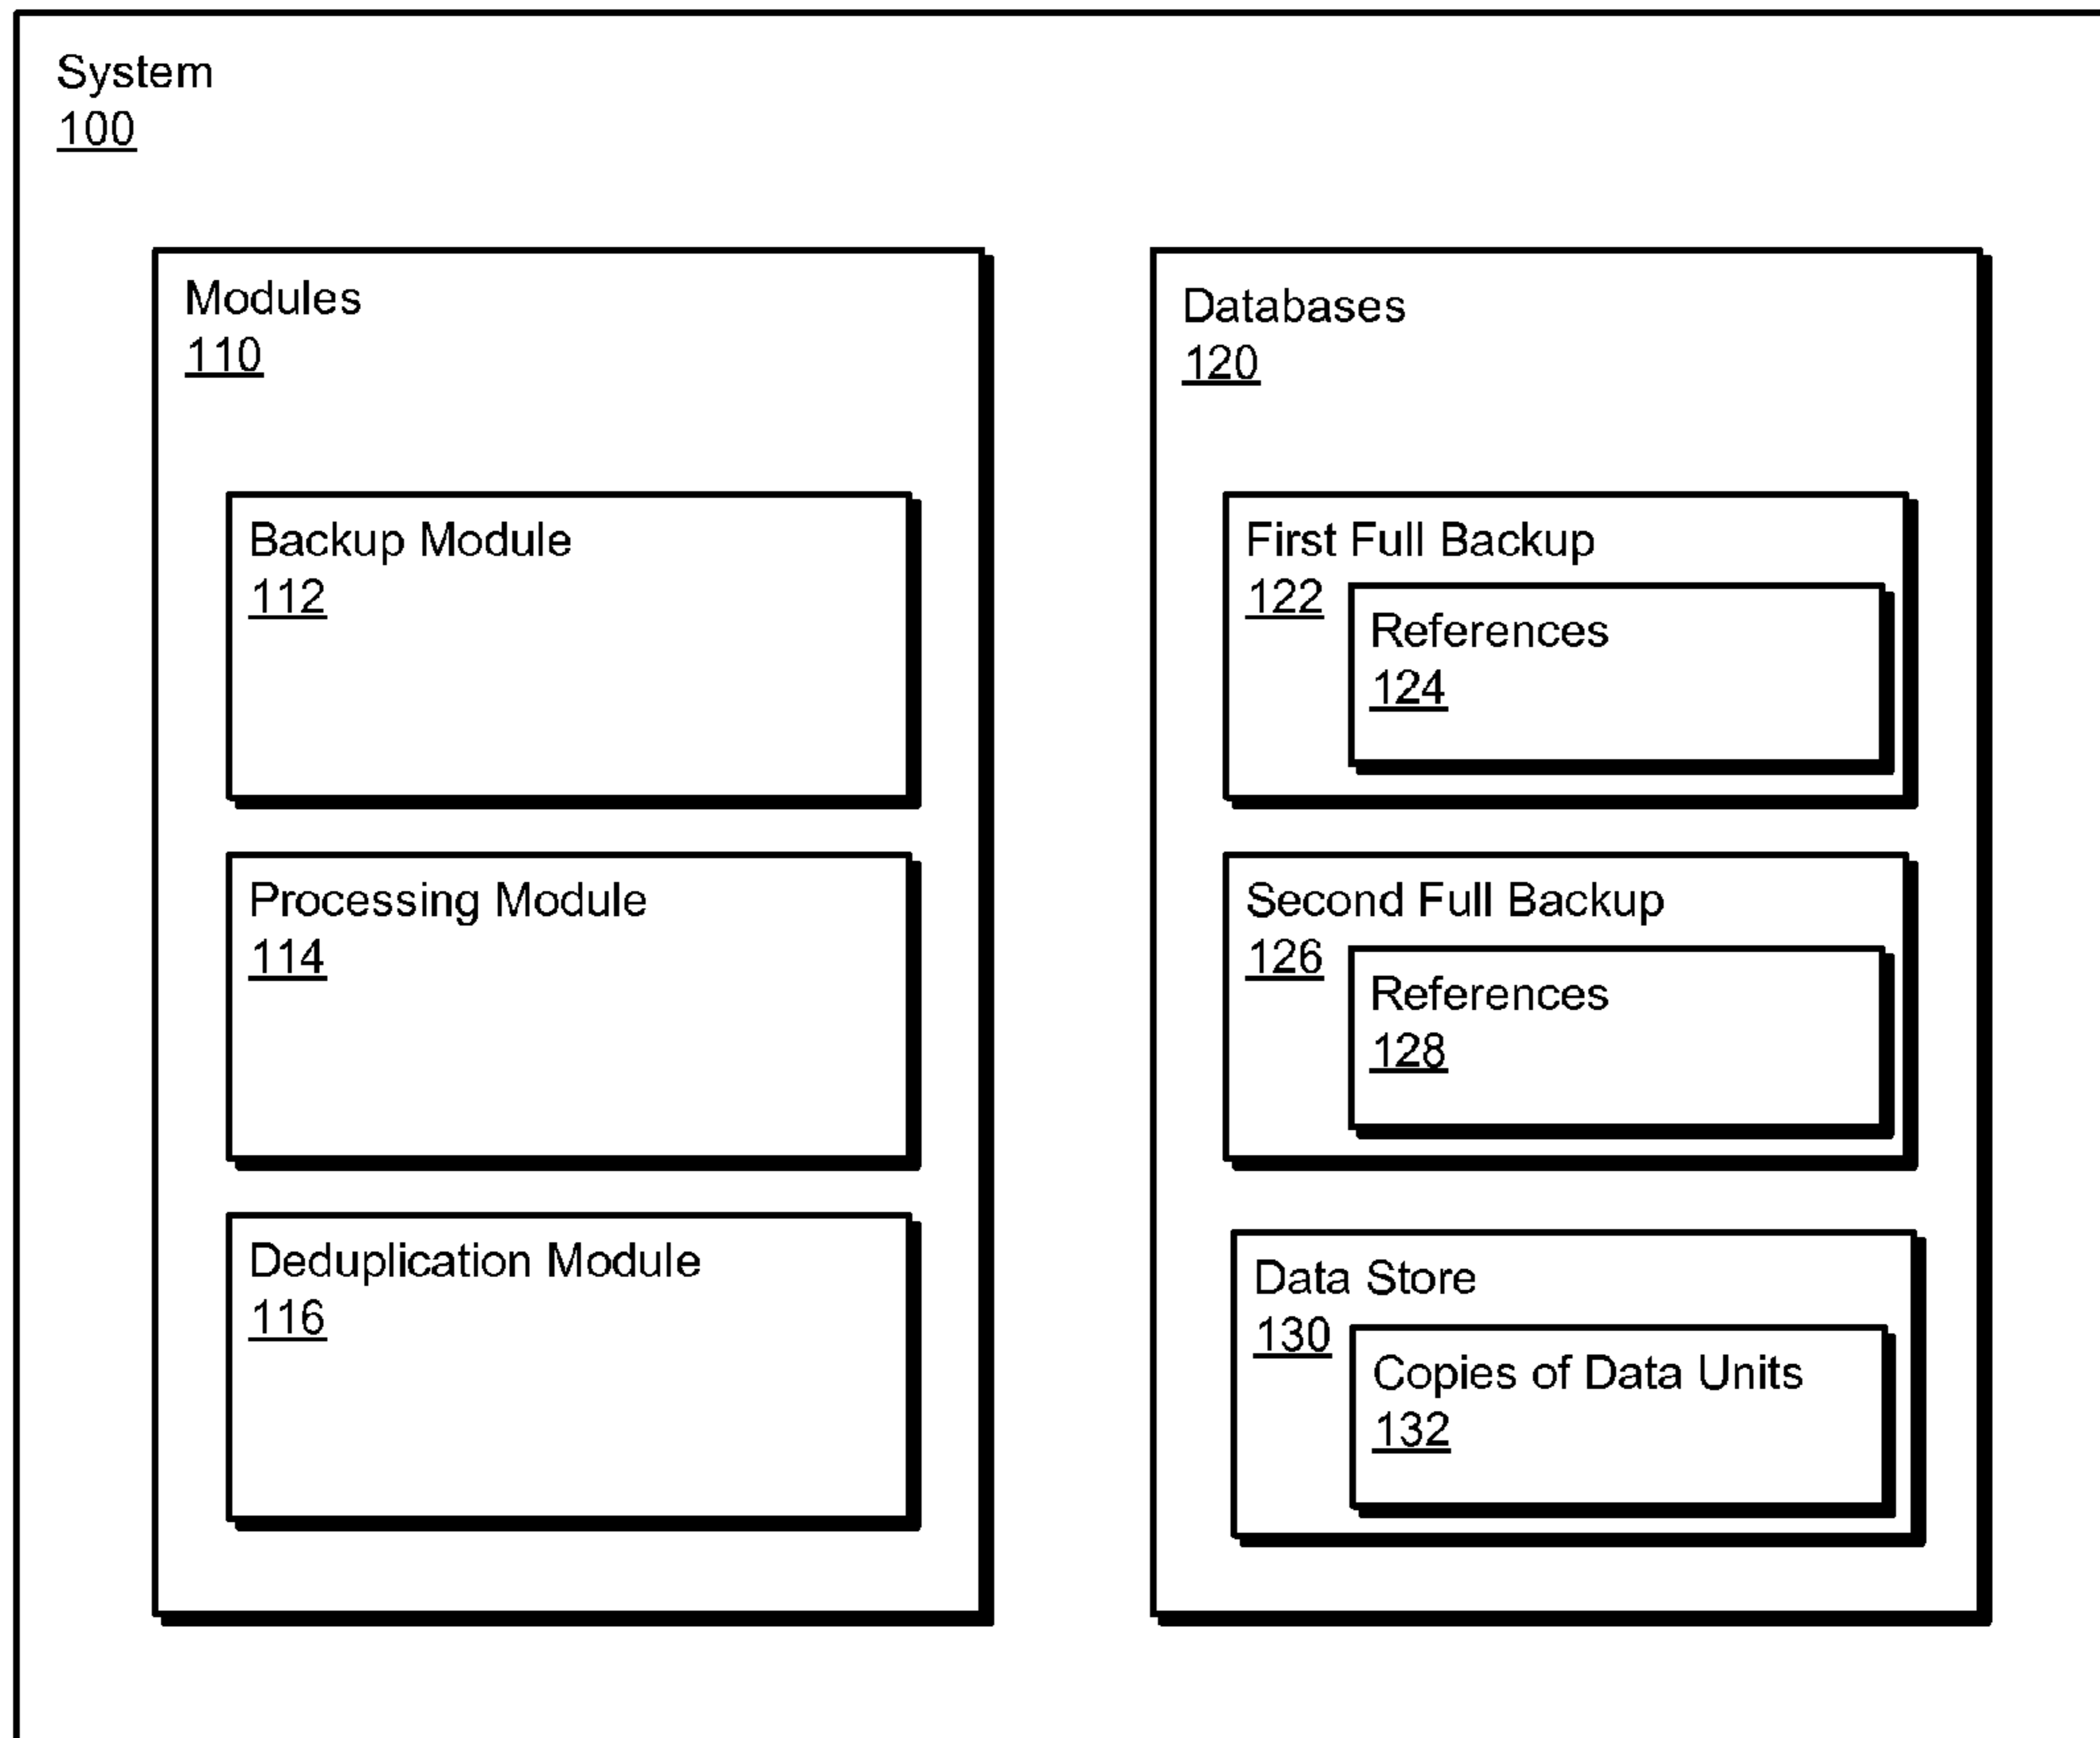 System
100
Modules
110
Backup Module
112
Processing Module
114
Deduplication Module
116
Databases
120
First Full Backup
122
References
124
Second Full Backup
126
References
128
Data Store
130
Copies of Data Units
132